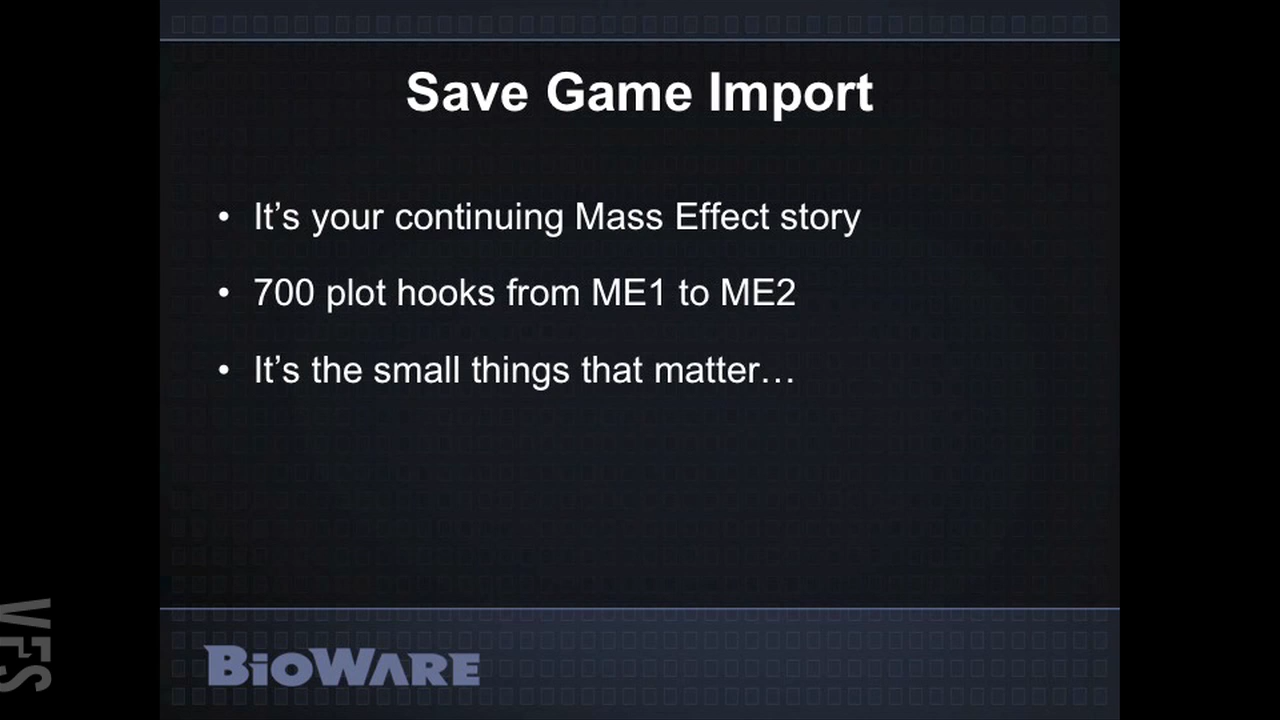 Save Game Import
• It’s your continuing Mass Effect story
• 700 plot hooks from ME1 to ME2
• It’s the small things that matter…
BIOWARE
VFS